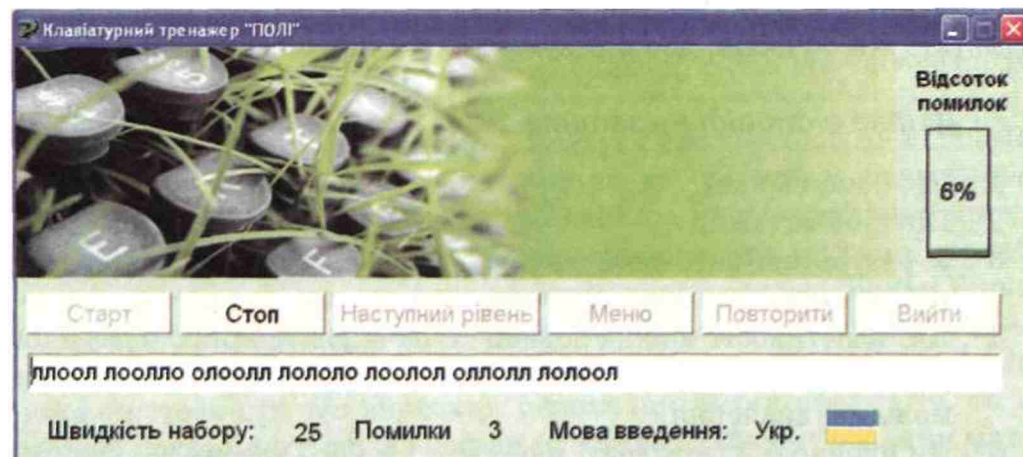 Клавіатурний тренажер "ПОЛІ"
Відсоток
помилок
6%
Старт Стоп Наступний рівень Меню Повторити Вийти
ллоол лоолло олоолл лололо лоолол оллолл лолоол
Швидкість набору: 25 Помилки 3 Мова введення: Укр.